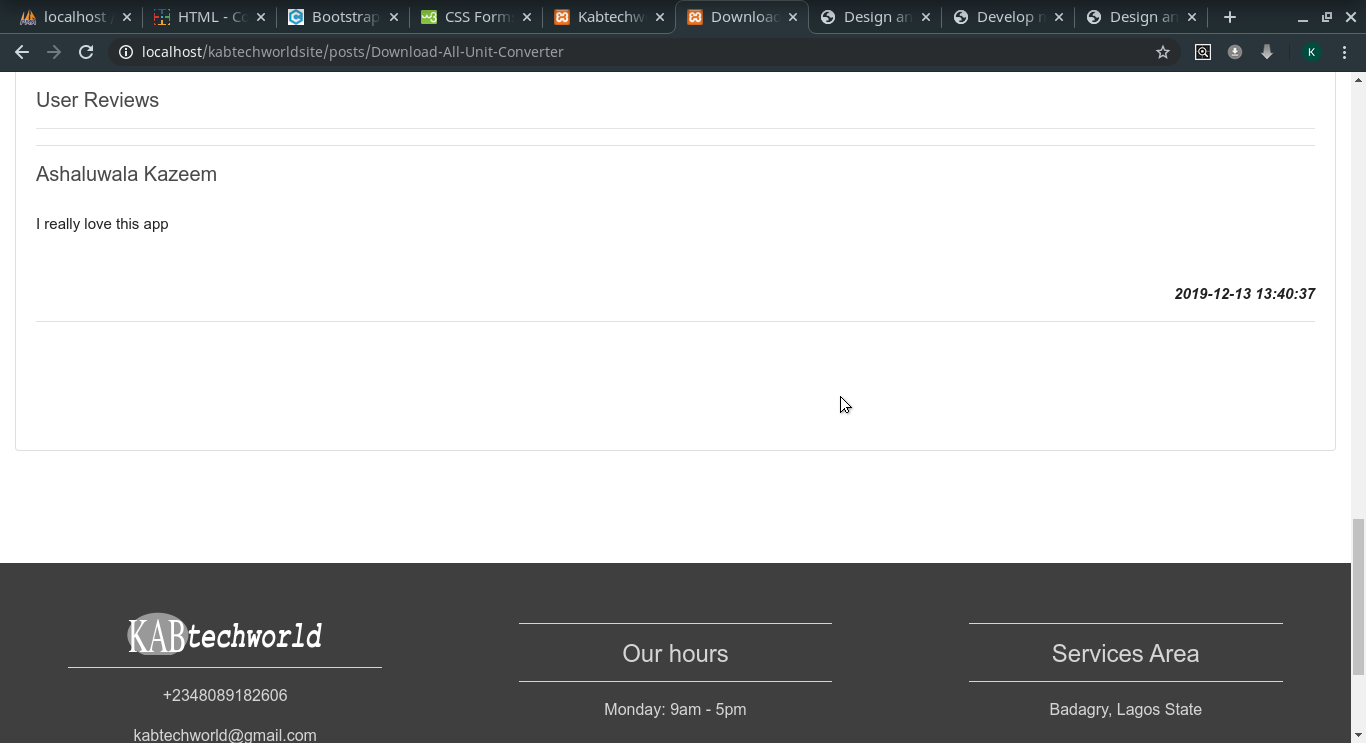 localhost
HTML - Co
Bootstrap
CSS Form
Kabtechw
Download
Design an
Develop
Design an
localhost/kabtechworldsite/posts/Download-All-Unit-Converter
K
User Reviews
Ashaluwala Kazeem
I really love this app
2019-12-13 13:40:37
KABtechworld
+2348089182606
kabtechworld@gmail.com
Our hours
Monday: 9am - 5pm
Services Area
Badagry, Lagos State